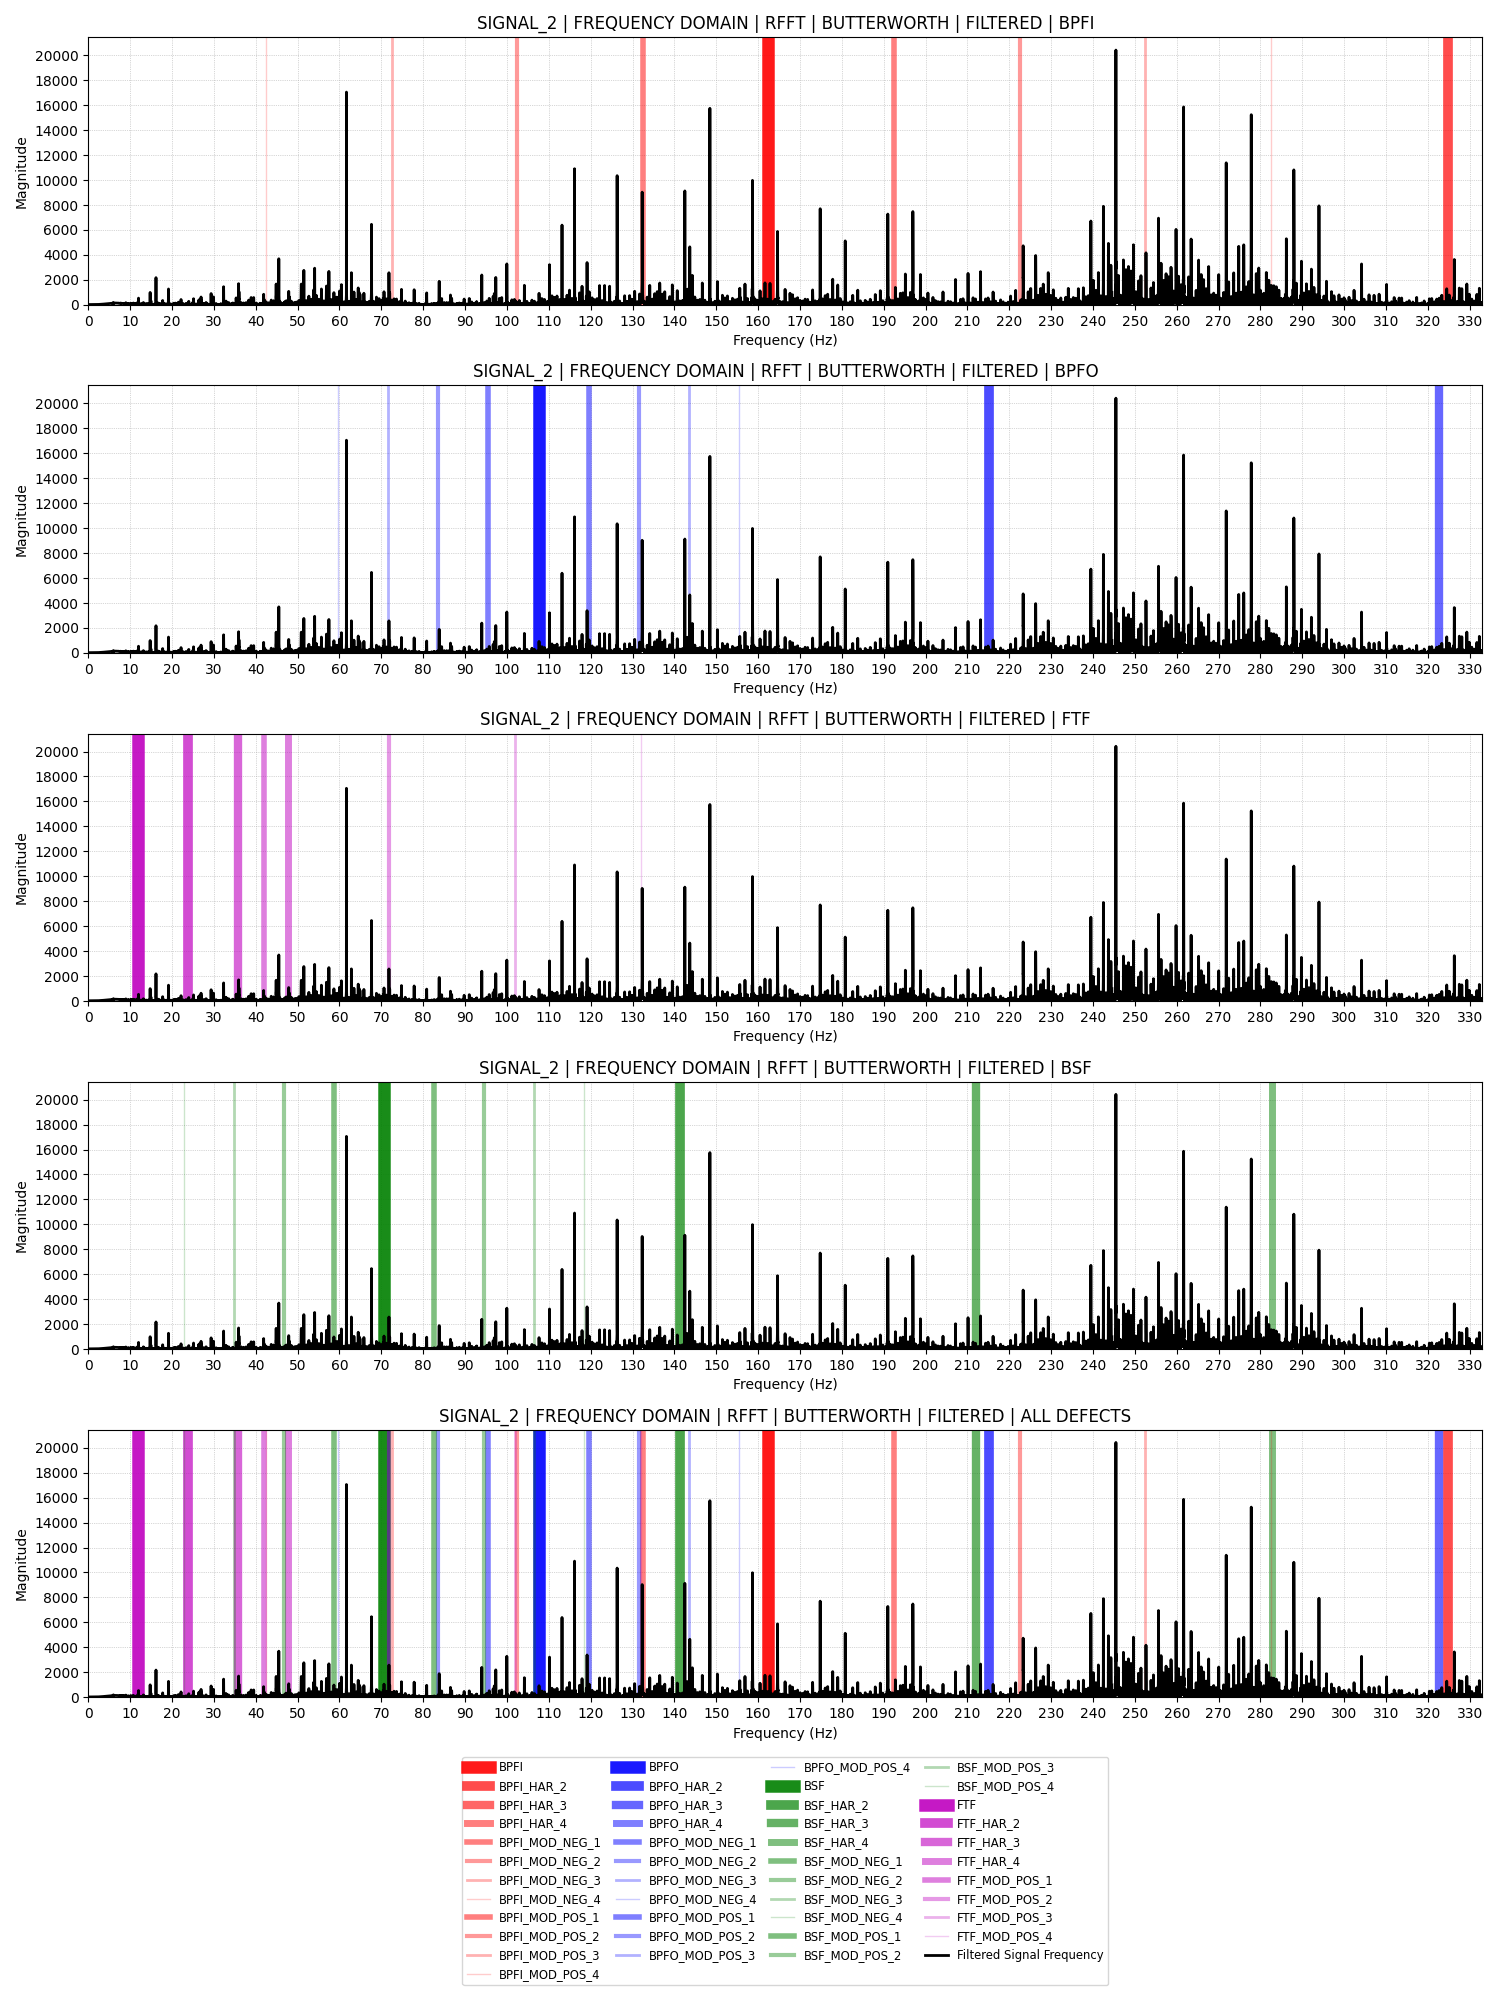 SIGNAL_2 | FREQUENCY DOMAIN | RFFT | BUTTERWORTH | FILTERED | BPFI
20000
18000
16000
14000
12000
10000
8000
6000
4000
2000
0
Magnitude
0 10 20 30 40 50 60 70 80 90 100 110 120 130 140 150 160 170 180 190 200 210 220 230 240 250 260 270 280 290 300 310 320 330
Frequency (Hz)
SIGNAL_2 | FREQUENCY DOMAIN | RFFT | BUTTERWORTH | FILTERED | BPFO
20000
18000
16000
14000
12000
10000
8000
6000
4000
2000
0
Magnitude
0 10 20 30 40 50 60 70 80 90 100 110 120 130 140 150 160 170 180 190 200 210 220 230 240 250 260 270 280 290 300 310 320 330
Frequency (Hz)
SIGNAL_2 | FREQUENCY DOMAIN | RFFT | BUTTERWORTH | FILTERED | FTF
20000
18000
16000
14000
12000
10000
8000
6000
4000
2000
0
Magnitude
0 10 20 30 40 50 60 70 80 90 100 110 120 130 140 150 160 170 180 190 200 210 220 230 240 250 260 270 280 290 300 310 320 330
Frequency (Hz)
SIGNAL_2 | FREQUENCY DOMAIN | RFFT | BUTTERWORTH | FILTERED | BSF
20000
18000
16000
14000
12000
10000
8000
6000
4000
2000
0
Magnitude
0 10 20 30 40 50 60 70 80 90 100 110 120 130 140 150 160 170 180 190 200 210 220 230 240 250 260 270 280 290 300 310 320 330
Frequency (Hz)
SIGNAL_2 | FREQUENCY DOMAIN | RFFT | BUTTERWORTH | FILTERED | ALL DEFECTS
20000
18000
16000
14000
12000
10000
8000
6000
4000
2000
0
Magnitude
0 10 20 30 40 50 60 70 80 90 100 110 120 130 140 150 160 170 180 190 200 210 220 230 240 250 260 270 280 290 300 310 320 330
Frequency (Hz)
BPFI
BPFI_HAR_2
BPFI_HAR_3
BPFI_HAR_4
BPFI_MOD_NEG_1
BPFI_MOD_NEG_2
BPFI_MOD_NEG_3
BPFI_MOD_NEG_4
BPFI_MOD_POS_1
BPFI_MOD_POS_2
BPFI_MOD_POS_3
BPFI_MOD_POS_4
BPFO
BPFO_HAR_2
BPFO_HAR_3
BPFO_HAR_4
BPFO_MOD_NEG_1
BPFO_MOD_NEG_2
BPFO_MOD_NEG_3
BPFO_MOD_NEG_4
BPFO_MOD_POS_1
BPFO_MOD_POS_2
BPFO_MOD_POS_3
BPFO_MOD_POS_4
BSF
BSF_HAR_2
BSF_HAR_3
BSF_HAR_4
BSF_MOD_NEG_1
BSF_MOD_NEG_2
BSF_MOD_NEG_3
BSF_MOD_NEG_4
BSF_MOD_POS_1
BSF_MOD_POS_2
BSF_MOD_POS_3
BSF_MOD_POS_4
FTF
FTF_HAR_2
FTF_HAR_3
FTF_HAR_4
FTF_MOD_POS_1
FTF_MOD_POS_2
FTF_MOD_POS_3
FTF_MOD_POS_4
Filtered Signal Frequency